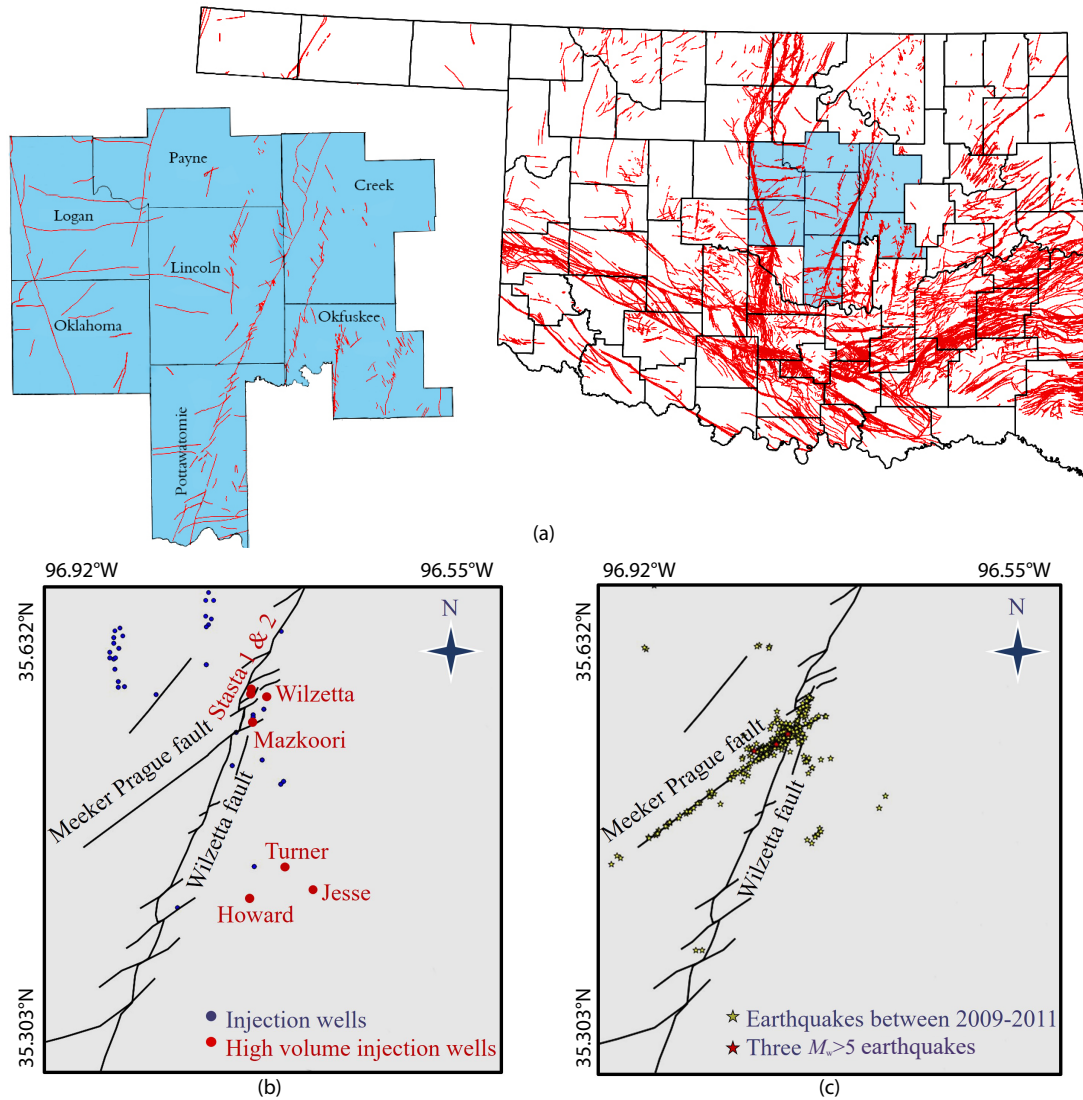 Payne
Creek
Logan
Lincoln
Oklahoma
Okfuskee
Pottawatomie
(a)
96.92°W
96.55°W
35.632°N
35.303°N
N
Stasta 1 & 2
Wilzetta
Mazkoori
Meeker Prague fault
Wilzetta fault
Turner
Jesse
Howard
Injection wells
High volume injection wells
(b)
96.92°W
96.55°W
35.632°N
35.303°N
N
Meeker Prague fault
Wilzetta fault
Earthquakes between 2009-2011
Three Mw>5 earthquakes
(c)